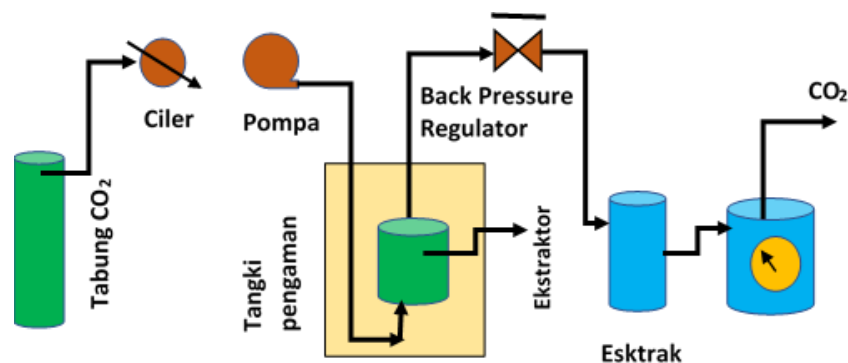 Tabung CO₂
Ciler
Pompa
Back Pressure
Regulator
Tangki
pengaman
Ekstraktor
Esktrak
CO₂